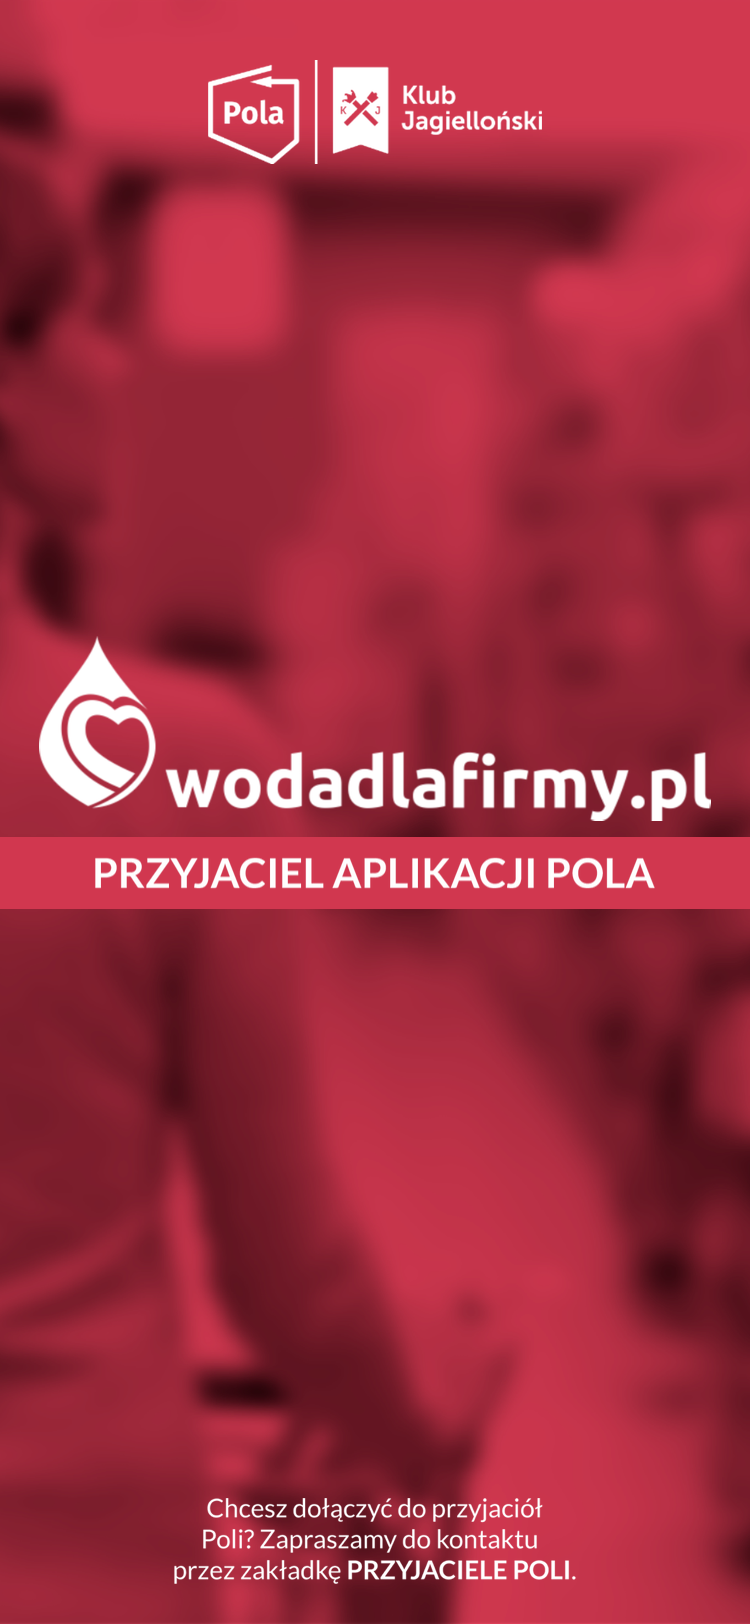 Pola
K J
Klub
Jagielloński
wodadlafirmy.pl
PRZYJACIEL APLIKACJI POLA
Chcesz dołączyć do przyjaciół
Poli? Zapraszamy do kontaktu
przez zakładkę PRZYJACIELE POLI.